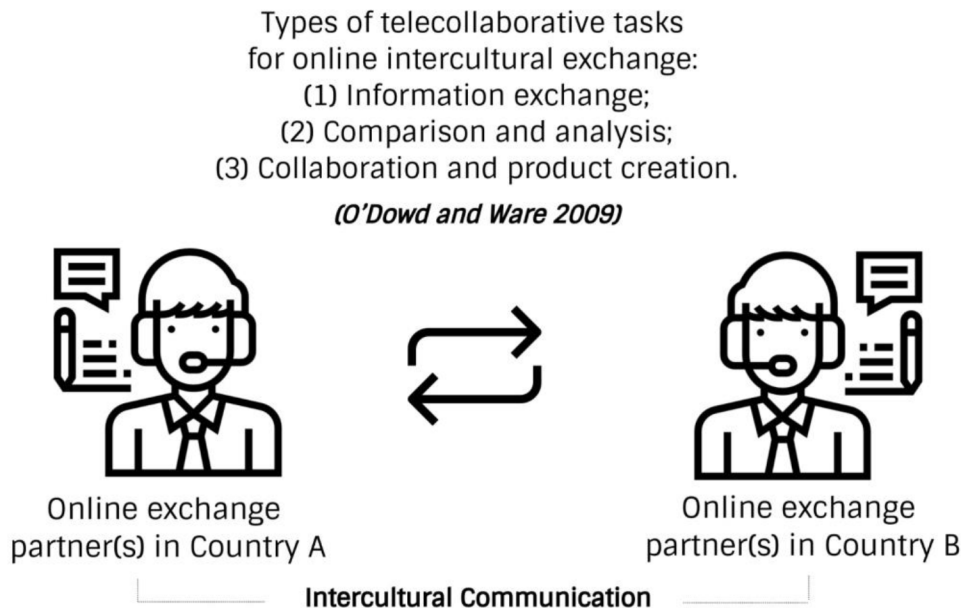 Types of telecollaborative tasks
for online intercultural exchange:
(1) Information exchange;
(2) Comparison and analysis;
(3) Collaboration and product creation.
(O'Dowd and Ware 2009)
Online exchange
partner(s) in Country A
Online exchange
partner(s) in Country B
Intercultural Communication